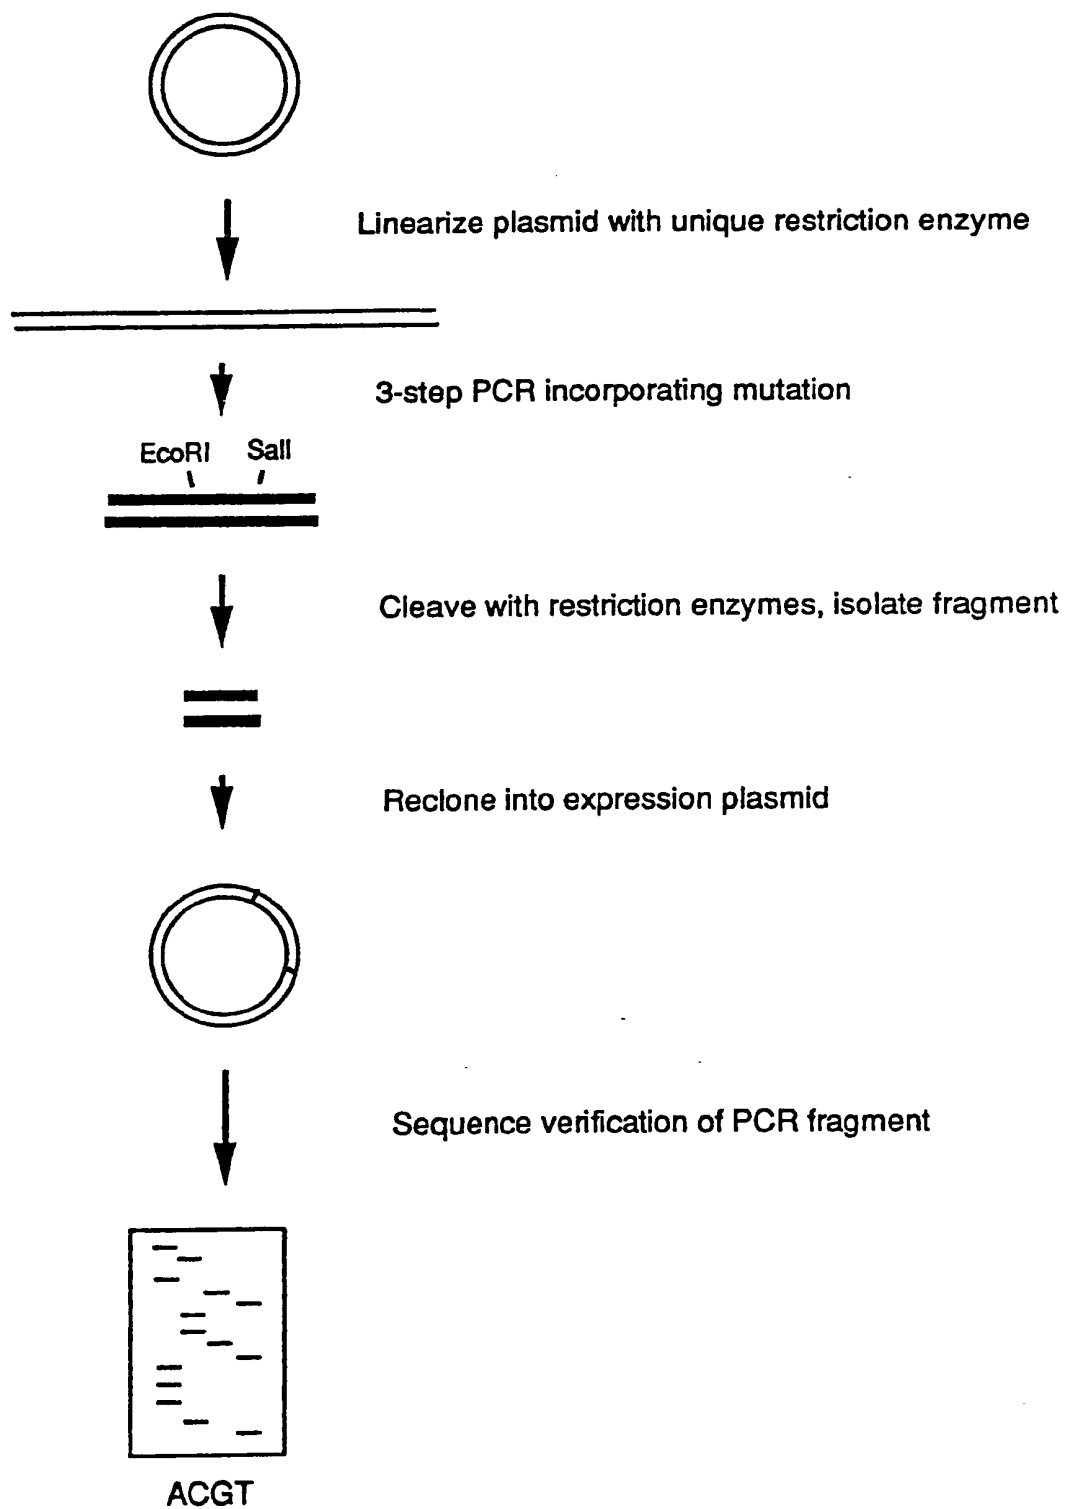 Linearize plasmid with unique restriction enzyme
3-step PCR incorporating mutation
EcoRI SalI
Cleave with restriction enzymes, isolate fragment
Reclone into expression plasmid
Sequence verification of PCR fragment
ACGT